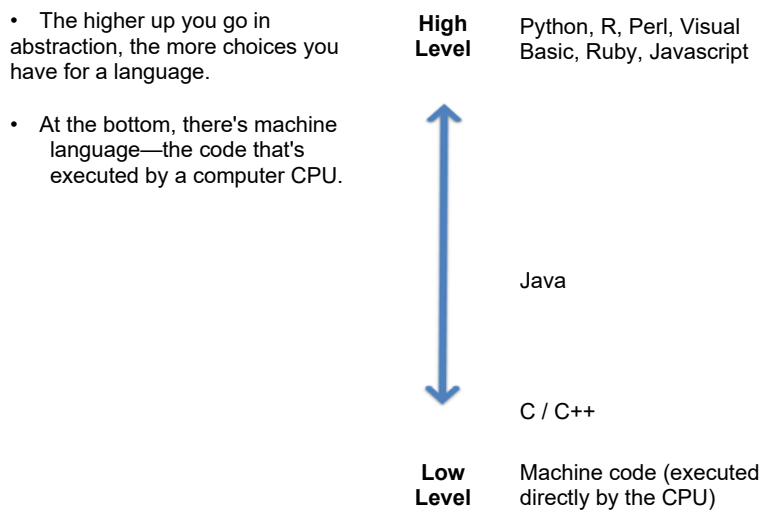 • The higher up you go in
abstraction, the more choices you
have for a language.
• At the bottom, there's machine
language—the code that's
executed by a computer CPU.
High
Level
Python, R, Perl, Visual
Basic, Ruby, Javascript
Java
C / C++
Low
Level
Machine code (executed
directly by the CPU)